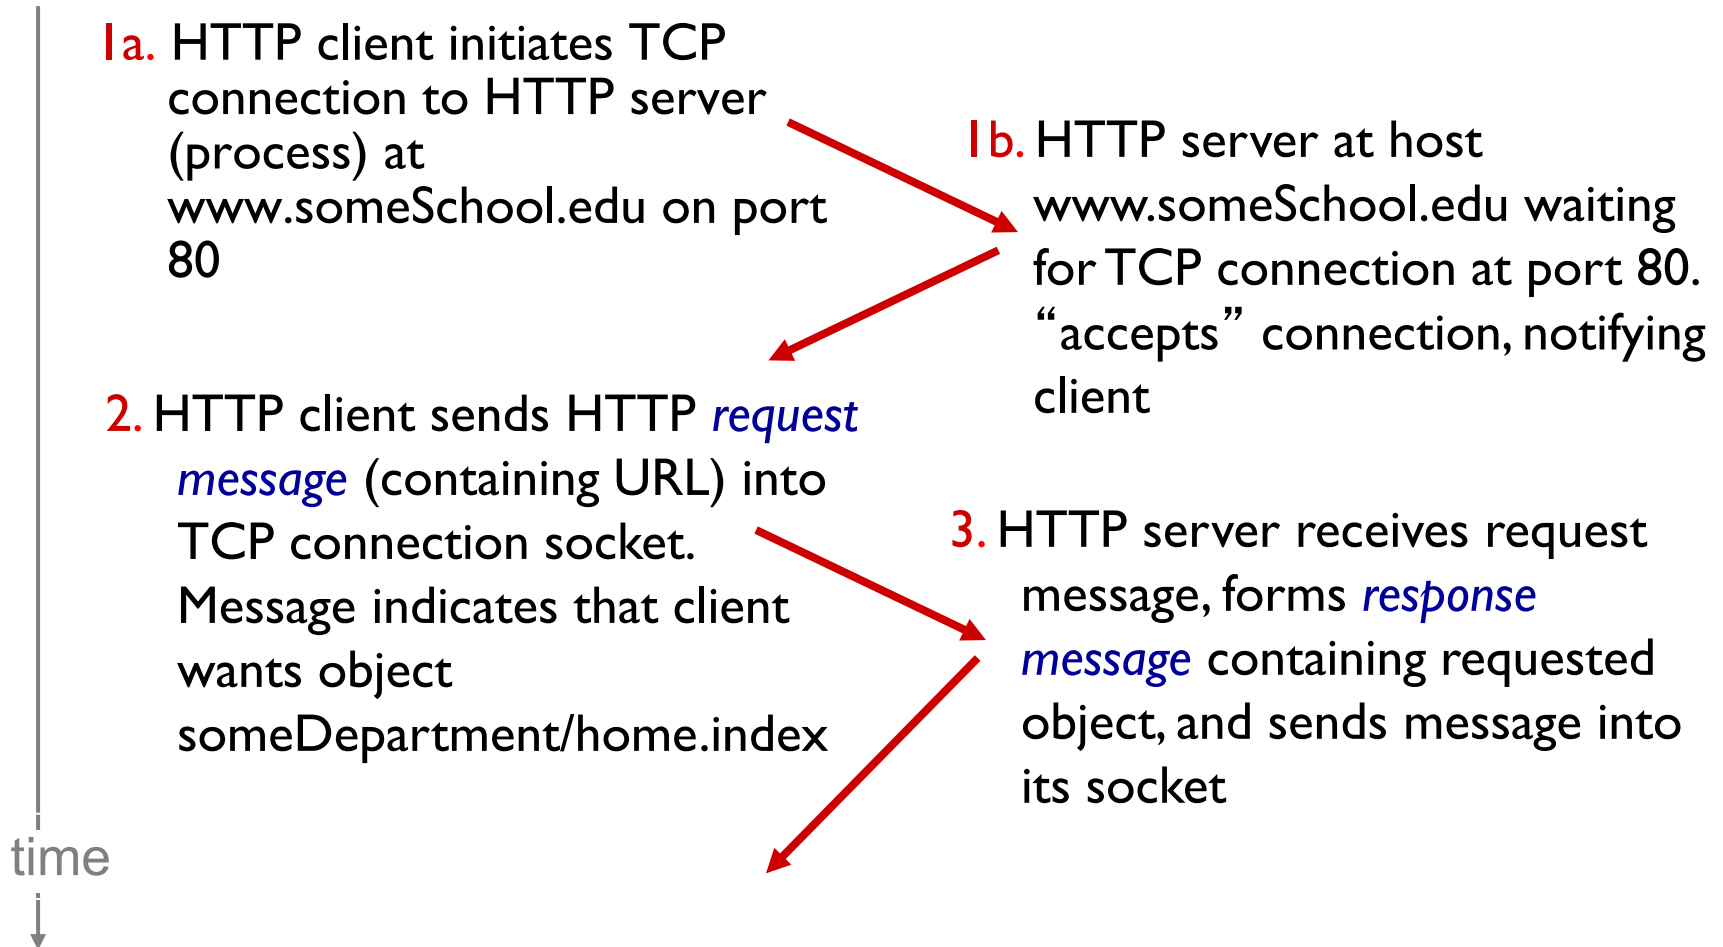 1a. HTTP client initiates TCP
connection to HTTP server
(process) at
www.someSchool.edu on port
80
1b. HTTP server at host
www.someSchool.edu waiting
for TCP connection at port 80.
“accepts” connection, notifying
client
2. HTTP client sends HTTP request
message (containing URL) into
TCP connection socket.
Message indicates that client
wants object
someDepartment/home.index
3. HTTP server receives request
message, forms response
message containing requested
object, and sends message into
its socket
time